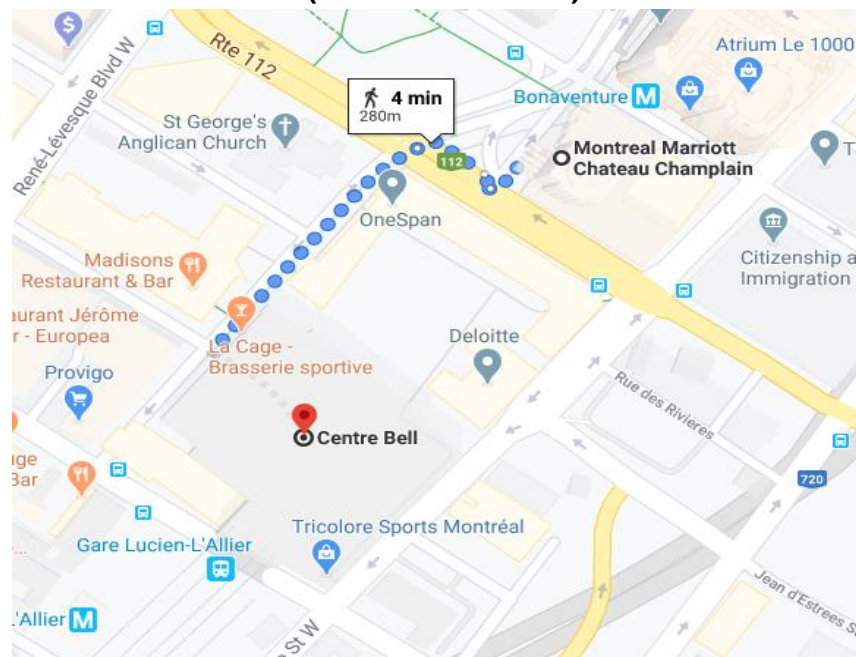 Rte 112
René-Lévesque Blvd W
Atrium Le 1000
4 min
280m
Bonaventure M
St George's
Anglican Church
112
Montreal Marriott
Chateau Champlain
T
OneSpan
Citizenship a
Immigration
Madisons
Restaurant & Bar
aurant Jérôme
r - Europea
La Cage -
Brasserie sportive
Deloitte
Provigo
Rue des Rivieres
Centre Bell
ge
Bar
720
Tricolore Sports Montréal
Gare Lucien-L'Allier
'Allier M
St W
Jean d'Estrees S